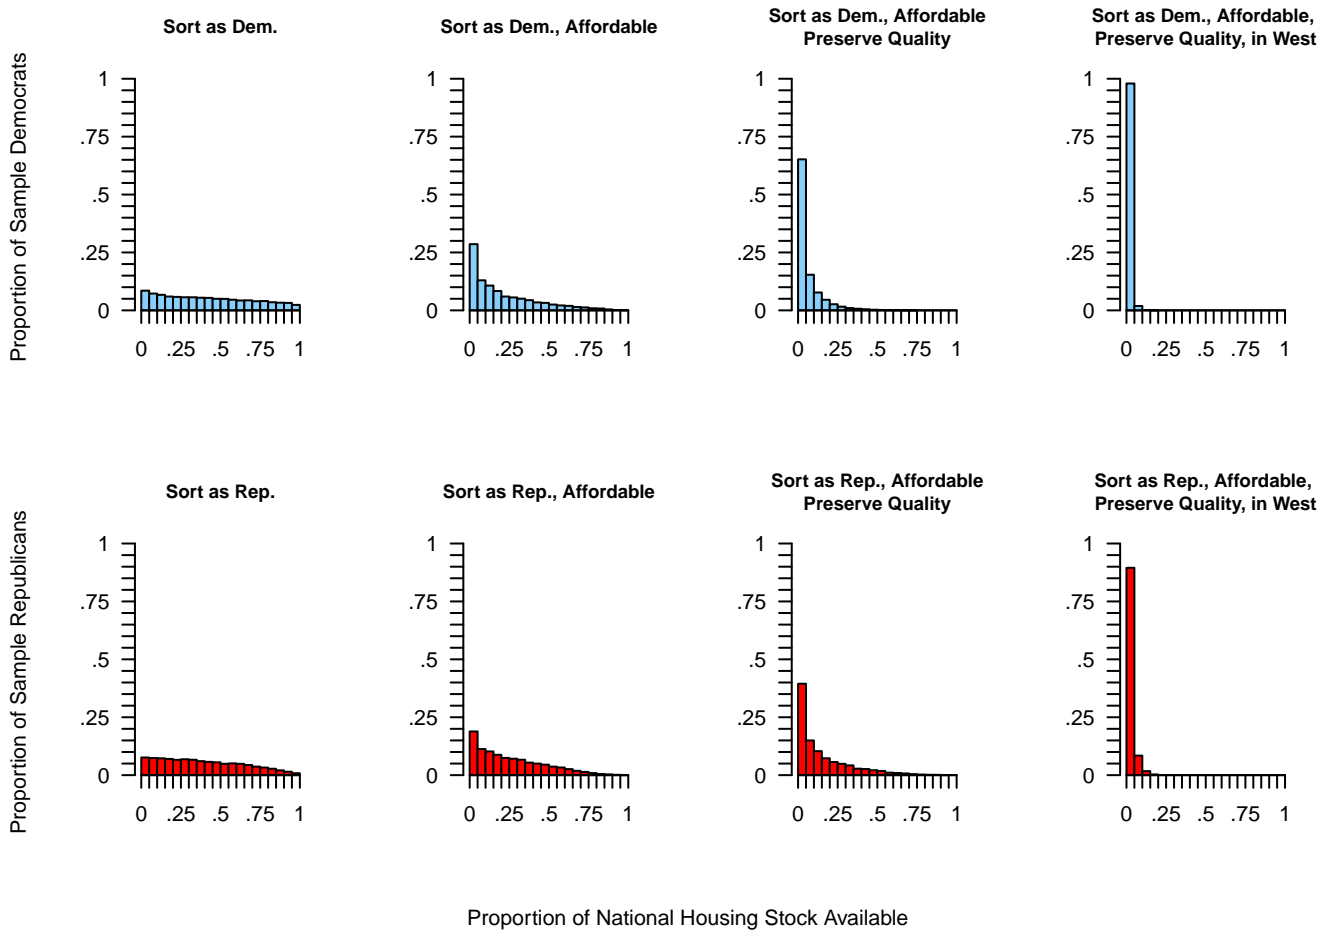 Sort as Dem.
Sort as Dem., Affordable
Sort as Dem., Affordable
Preserve Quality
Sort as Dem., Affordable,
Preserve Quality, in West
Proportion of Sample Democrats
1
.75
.5
.25
0
0 .25 .5 .75 1
1
.75
.5
.25
0
0 .25 .5 .75 1
1
.75
.5
.25
0
0 .25 .5 .75 1
1
.75
.5
.25
0
0 .25 .5 .75 1
Sort as Rep.
Sort as Rep., Affordable
Sort as Rep., Affordable
Preserve Quality
Sort as Rep., Affordable,
Preserve Quality, in West
Proportion of Sample Republicans
1
.75
.5
.25
0
0 .25 .5 .75 1
1
.75
.5
.25
0
0 .25 .5 .75 1
1
.75
.5
.25
0
0 .25 .5 .75 1
1
.75
.5
.25
0
0 .25 .5 .75 1
Proportion of National Housing Stock Available